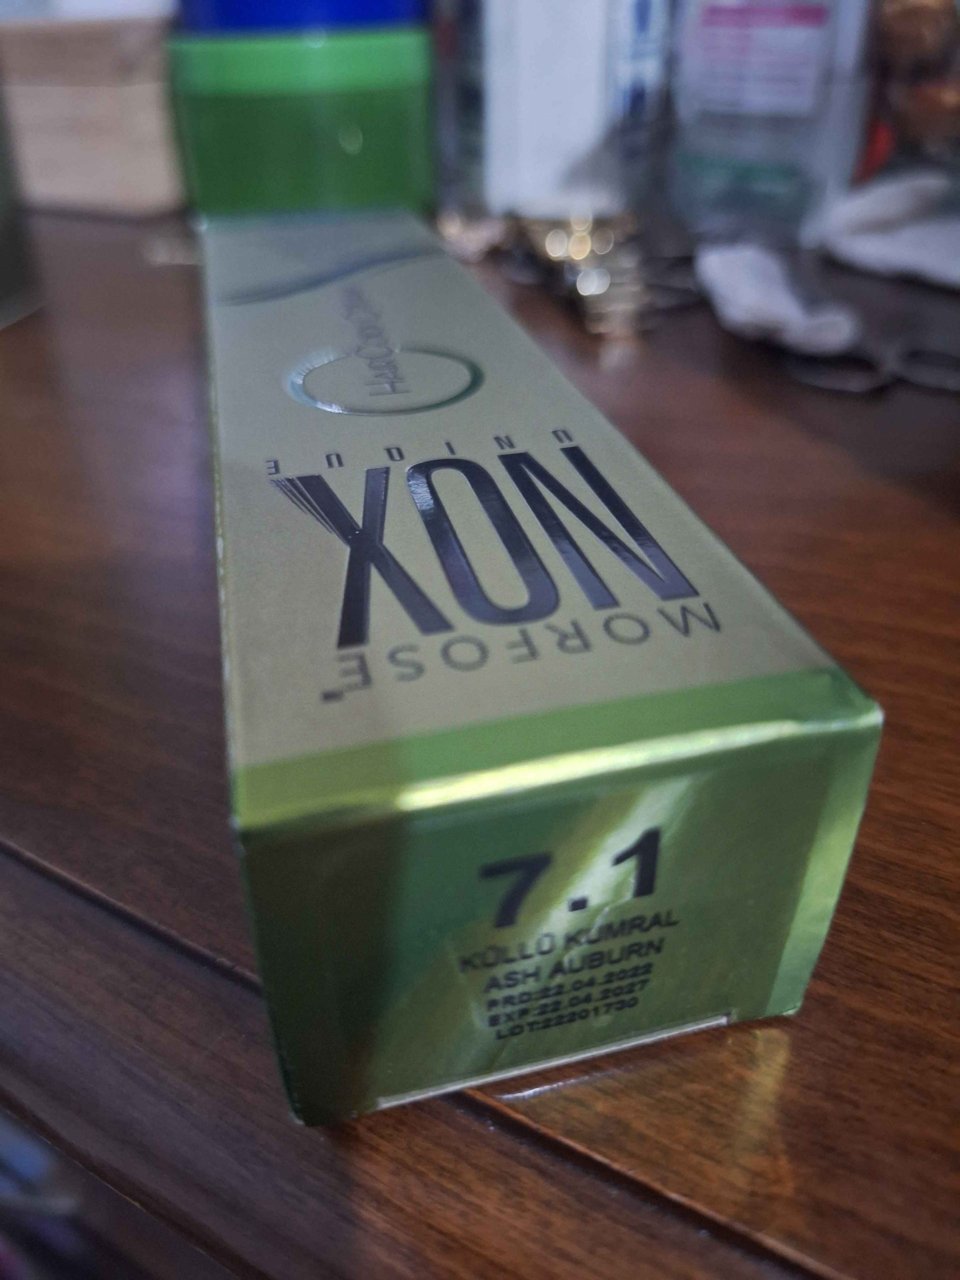 HAIR COLOR CREAM
UNIQUE
NOX
MORFOSE
7.1
KÜLLÜ KUMRAL
ASH AUBURN
PRD:22.04.2022
EXP:22.04.2027
LOT:22201730